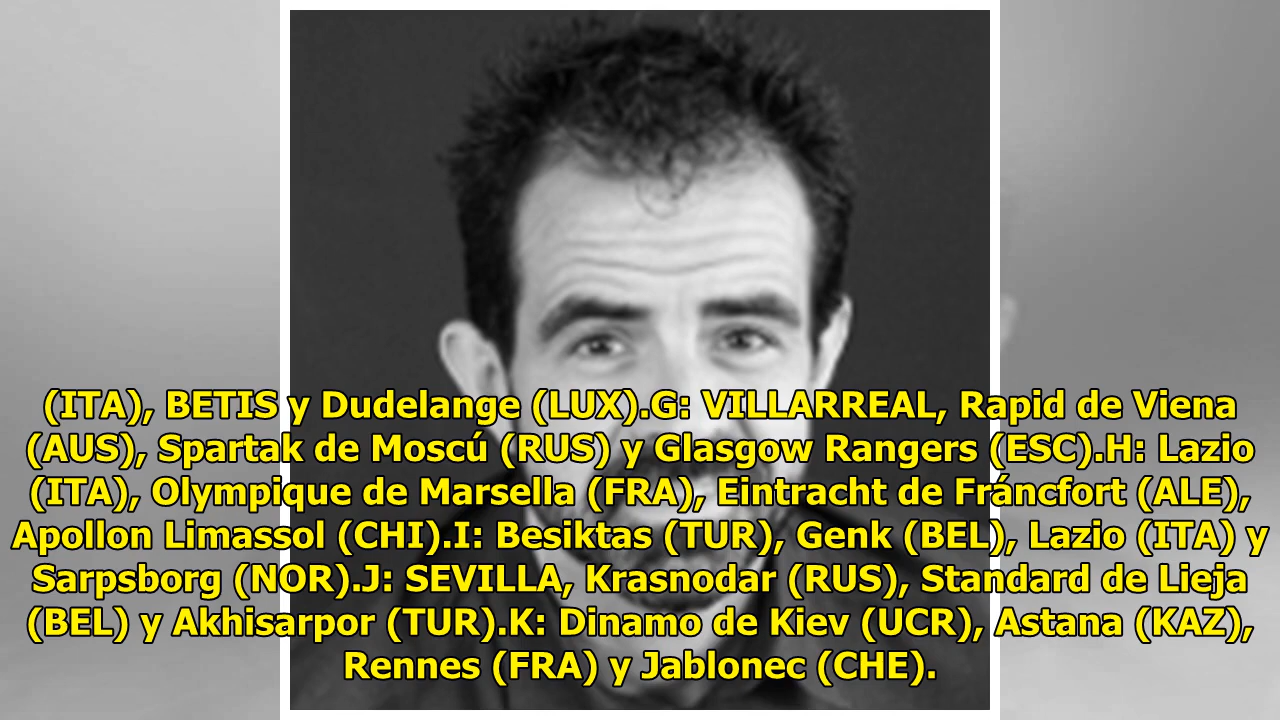 (ITA), BETIS y Dudelange (LUX).G: VILLARREAL, Rapid de Viena
(AUS), Spartak de Moscú (RUS) y Glasgow Rangers (ESC).H: Lazio
(ITA), Olympique de Marsella (FRA), Eintracht de Fráncfort (ALE),
Apollon Limassol (CHI).I: Besiktas (TUR), Genk (BEL), Lazio (ITA) y
Sarpsborg (NOR).J: SEVILLA, Krasnodar (RUS), Standard de Lieja
(BEL) y Akhisarpor (TUR).K: Dinamo de Kiev (UCR), Astana (KAZ),
Rennes (FRA) y Jablonec (CHE).